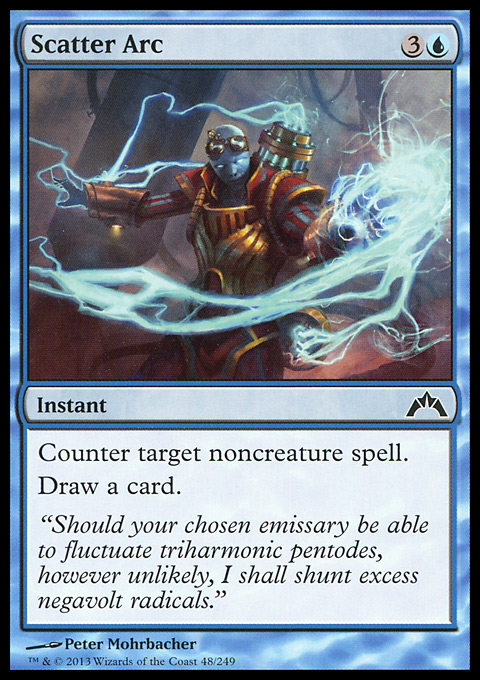 Scatter Arc 3
Instant
Counter target noncreature spell.
Draw a card.
“Should your chosen emissary be able
to fluctuate triharmonic pentodes,
however unlikely, I shall shunt excess
negavolt radicals.”
Peter Mohrbacher
™ & © 2013 Wizards of the Coast 48/249